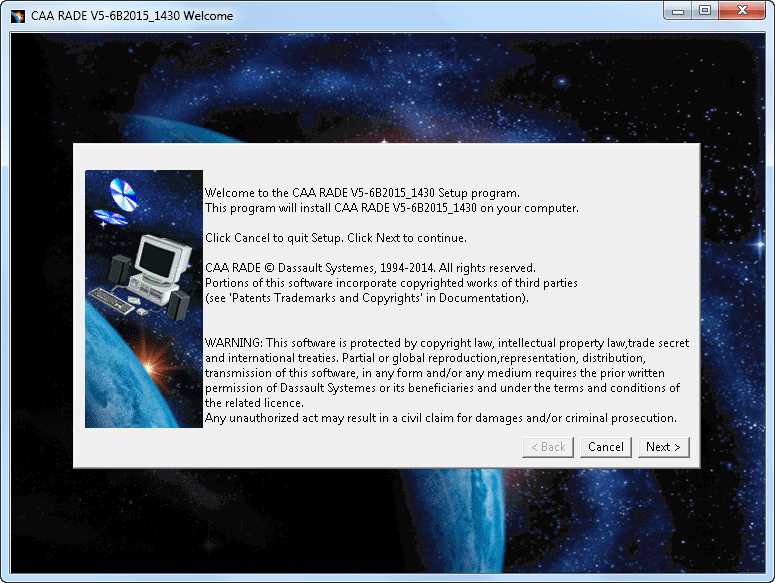 CAA RADE V5-6B2015_1430 Welcome
Welcome to the CAA RADE V5-6B2015_1430 Setup program.
This program will install CAA RADE V5-6B2015_1430 on your computer.
Click Cancel to quit Setup. Click Next to continue.
CAA RADE © Dassault Systemes, 1994-2014. All rights reserved.
Portions of this software incorporate copyrighted works of third parties
(see 'Patents Trademarks and Copyrights' in Documentation).
WARNING: This software is protected by copyright law, intellectual property law,trade secret
and international treaties. Partial or global reproduction,representation, distribution,
transmission of this software, in any form and/or any medium requires the prior written
permission of Dassault Systemes or its beneficiaries and under the terms and conditions of
the related licence.
Any unauthorized act may result in a civil claim for damages and/or criminal prosecution.
< Back Cancel Next >